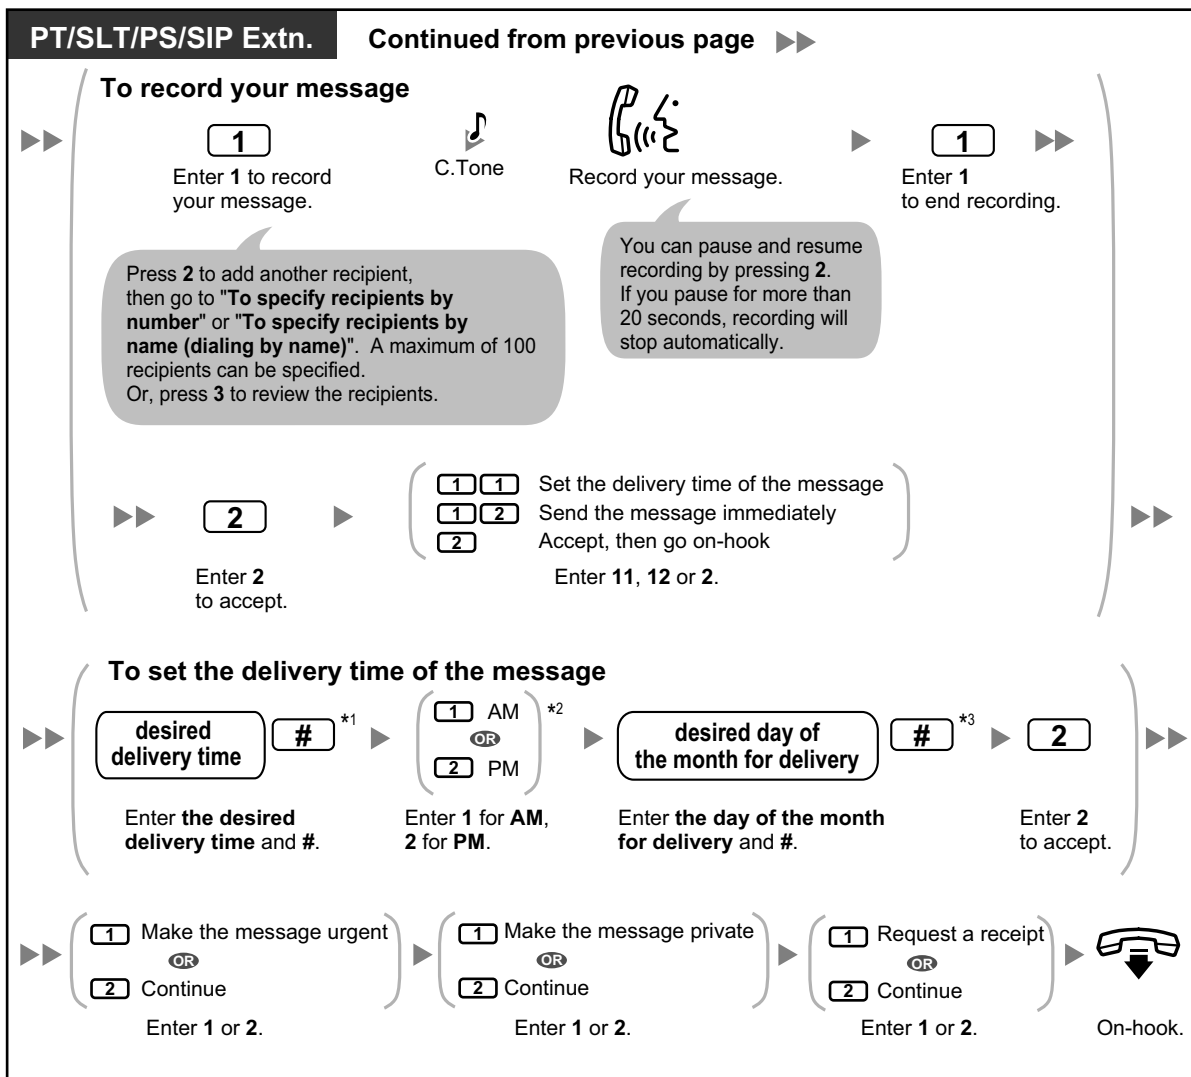 PT/SLT/PS/SIP Extn.
Continued from previous page
To record your message
1
Enter 1 to record
your message.
C.Tone
Record your message.
1
Enter 1
to end recording.
Press 2 to add another recipient,
then go to "To specify recipients by
number" or "To specify recipients by
name (dialing by name)". A maximum of 100
recipients can be specified.
Or, press 3 to review the recipients.
You can pause and resume
recording by pressing 2.
If you pause for more than
20 seconds, recording will
stop automatically.
2
Enter 2
to accept.
1 1 Set the delivery time of the message
1 2 Send the message immediately
2 Accept, then go on-hook
Enter 11, 12 or 2.
To set the delivery time of the message
desired
delivery time
# *1
Enter the desired
delivery time and #.
1 AM *2
OR
2 PM
Enter 1 for AM,
2 for PM.
desired day of
the month for delivery
# *3
Enter the day of the month
for delivery and #.
2
Enter 2
to accept.
1 Make the message urgent
OR
2 Continue
Enter 1 or 2.
1 Make the message private
OR
2 Continue
Enter 1 or 2.
1 Request a receipt
OR
2 Continue
Enter 1 or 2.
On-hook.